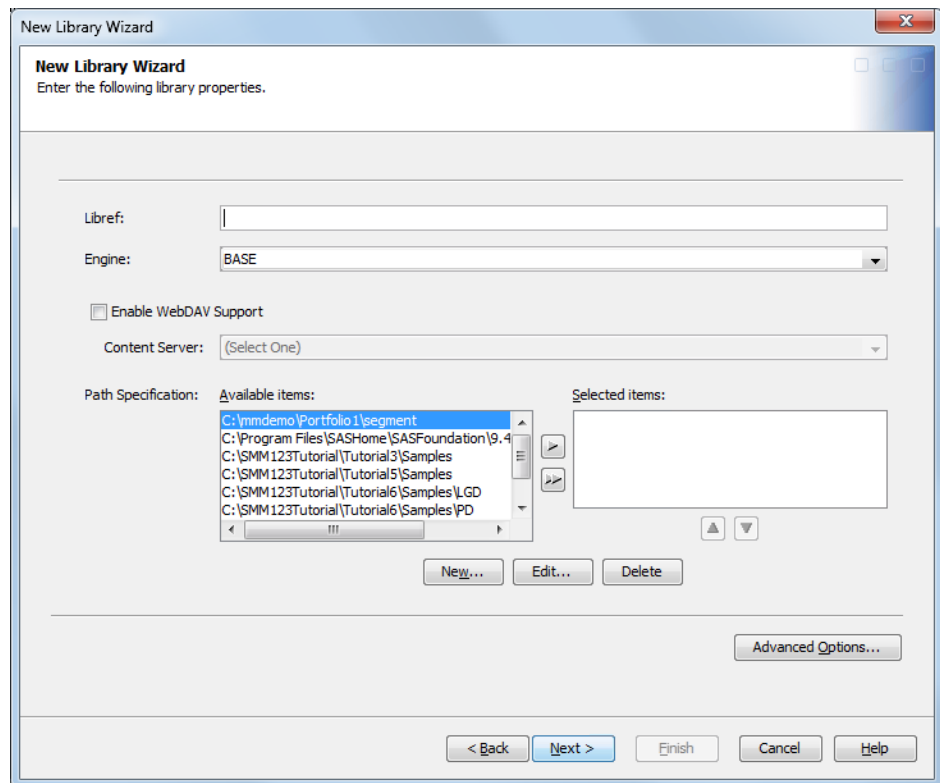 New Library Wizard
New Library Wizard
Enter the following library properties.
Libref:
Engine: BASE
Enable WebDAV Support
Content Server: (Select One)
Path Specification: Available items: Selected items:
C:\mmdemo\Portfolio1\segment
C:\Program Files\SASHome\SASFoundation\9.4
C:\SMM123Tutorial\Tutorial3\Samples
C:\SMM123Tutorial\Tutorial5\Samples
C:\SMM123Tutorial\Tutorial6\Samples\LGD
C:\SMM123Tutorial\Tutorial6\Samples\PD
New... Edit... Delete
Advanced Options...
< Back Next > Finish Cancel Help